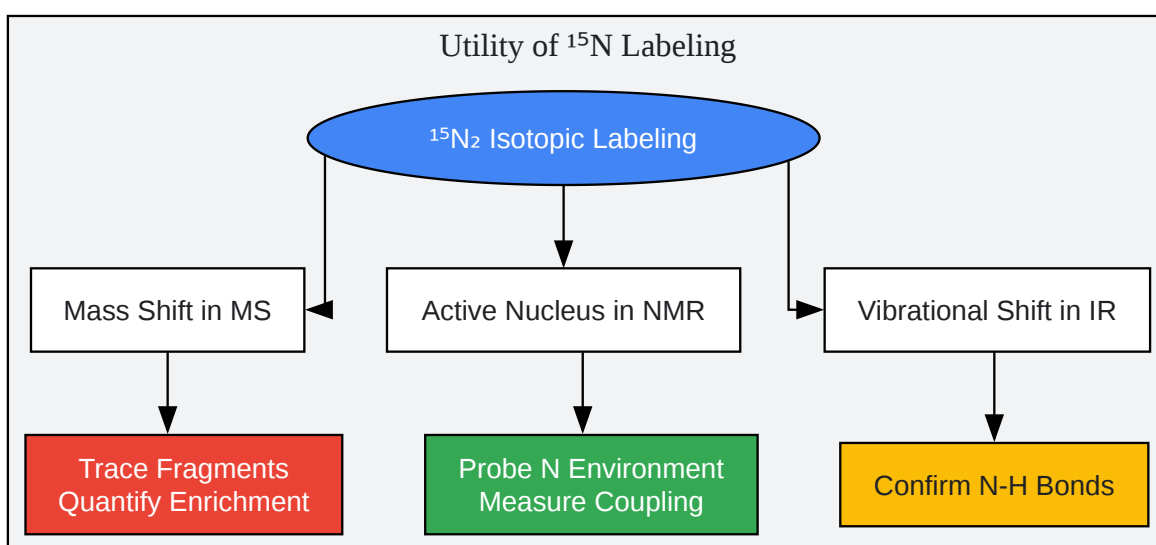 Utility of ¹⁵N Labeling
¹⁵N₂ Isotopic Labeling
Mass Shift in MS
Active Nucleus in NMR
Vibrational Shift in IR
Trace Fragments
Quantify Enrichment
Probe N Environment
Measure Coupling
Confirm N-H Bonds